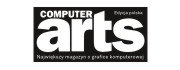 COMPUTER
Edycja polska
arts
Największy magazyn o grafice komputerowej